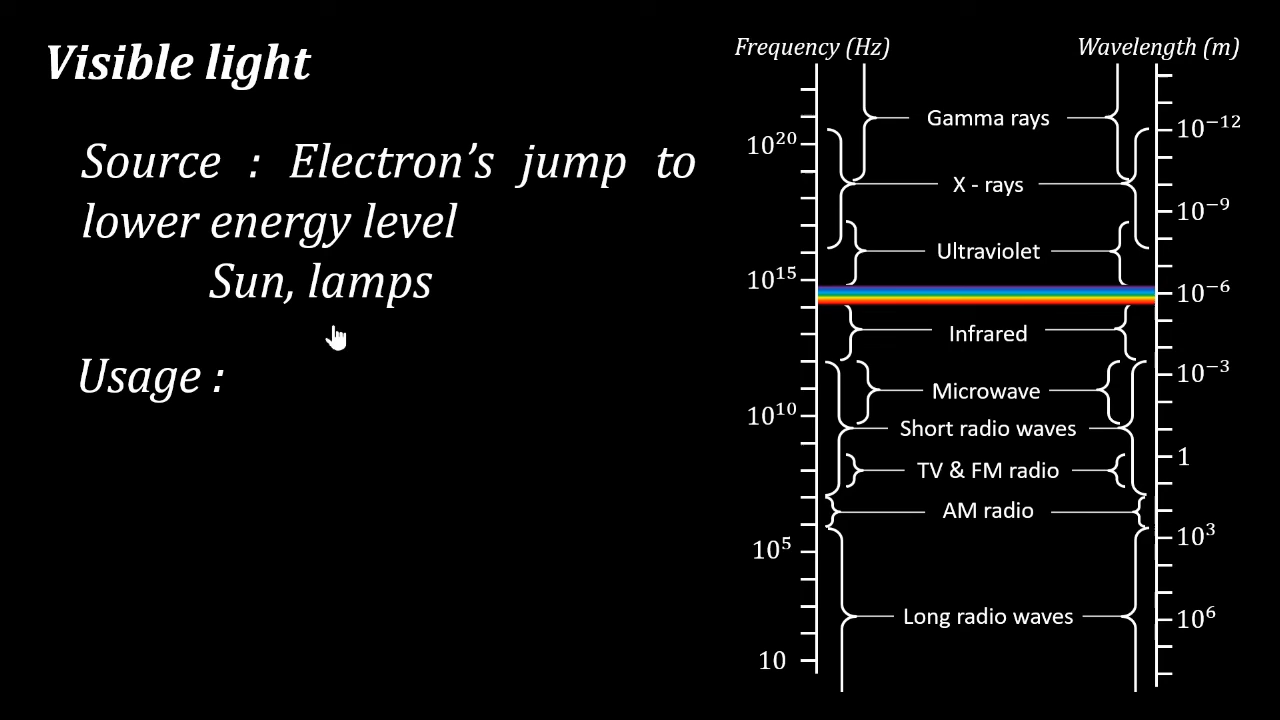 Visible light
Source : Electron’s jump to
lower energy level
Sun, lamps
Usage :
Frequency (Hz)
Wavelength (m)
Gamma rays
X - rays
Ultraviolet
Infrared
Microwave
Short radio waves
TV & FM radio
AM radio
Long radio waves
10²⁰
10¹⁵
10¹⁰
10⁵
10
10⁻¹²
10⁻⁹
10⁻⁶
10⁻³
1
10³
10⁶